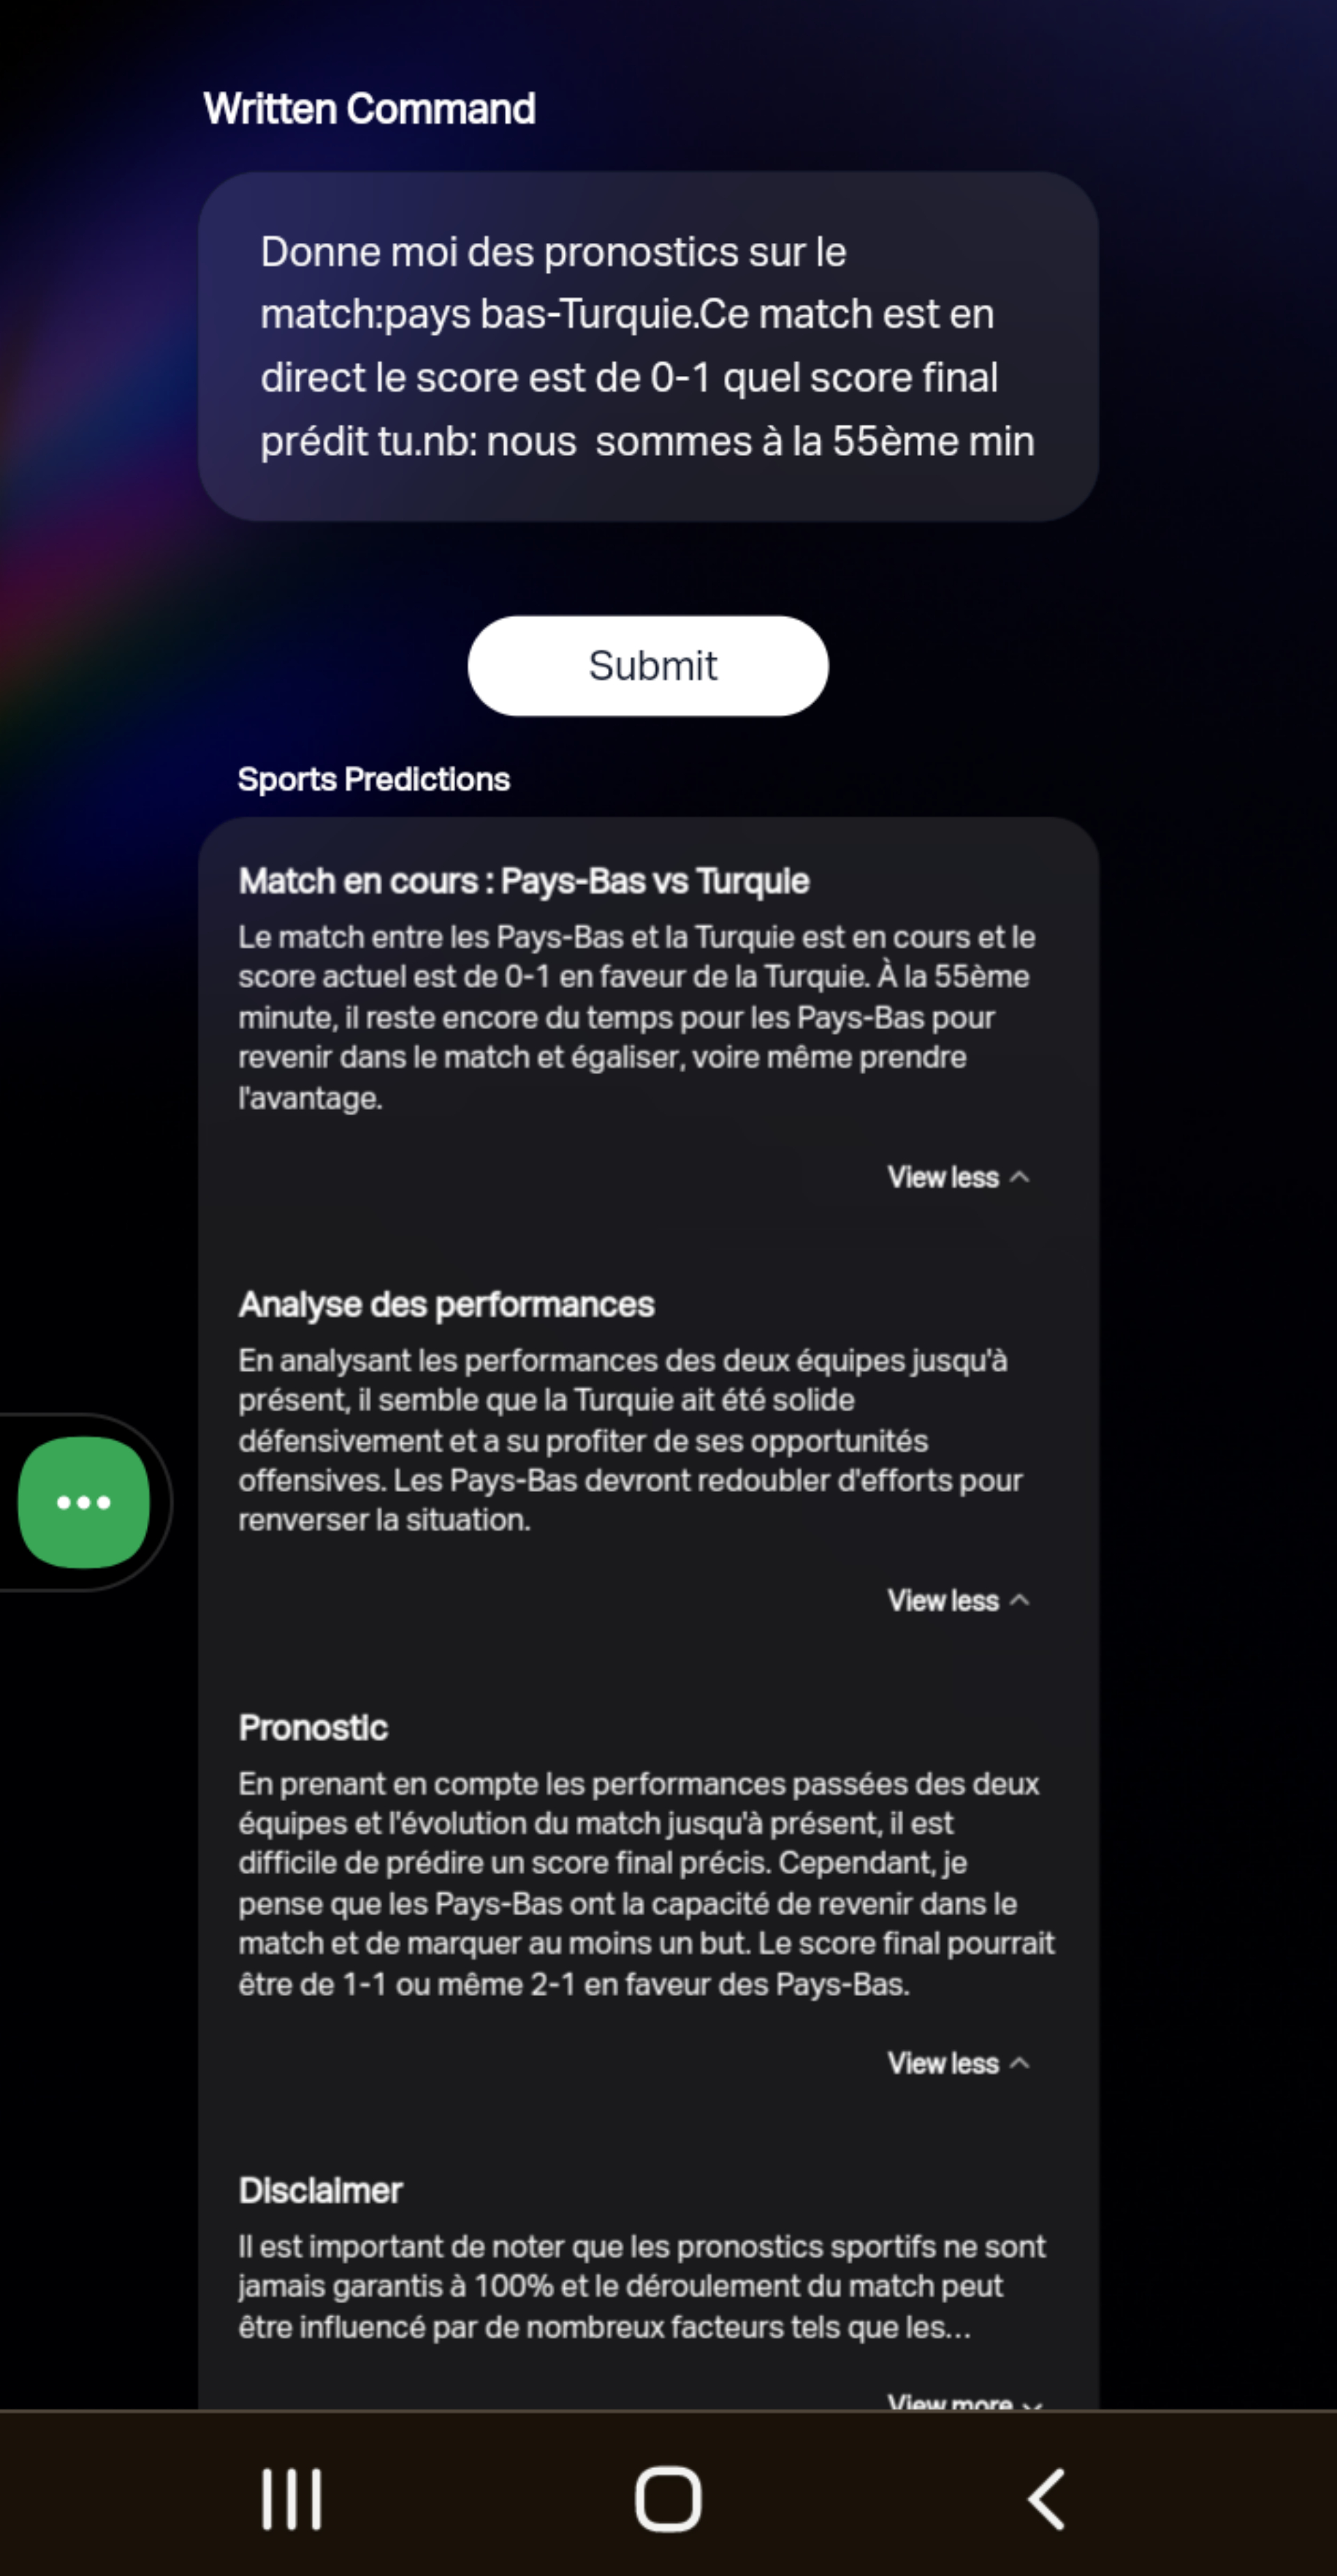 Written Command
Donne moi des pronostics sur le
match:pays bas-Turquie.Ce match est en
direct le score est de 0-1 quel score final
prédit tu.nb: nous  sommes à la 55ème min
Submit
Sports Predictions
Match en cours : Pays-Bas vs Turquie
Le match entre les Pays-Bas et la Turquie est en cours et le
score actuel est de 0-1 en faveur de la Turquie. À la 55ème
minute, il reste encore du temps pour les Pays-Bas pour
revenir dans le match et égaliser, voire même prendre
l'avantage.
View less
Analyse des performances
En analysant les performances des deux équipes jusqu'à
présent, il semble que la Turquie ait été solide
défensivement et a su profiter de ses opportunités
offensives. Les Pays-Bas devront redoubler d'efforts pour
renverser la situation.
View less
Pronostic
En prenant en compte les performances passées des deux
équipes et l'évolution du match jusqu'à présent, il est
difficile de prédire un score final précis. Cependant, je
pense que les Pays-Bas ont la capacité de revenir dans le
match et de marquer au moins un but. Le score final pourrait
être de 1-1 ou même 2-1 en faveur des Pays-Bas.
View less
Disclaimer
Il est important de noter que les pronostics sportifs ne sont
jamais garantis à 100% et le déroulement du match peut
être influencé par de nombreux facteurs tels que les...
View more